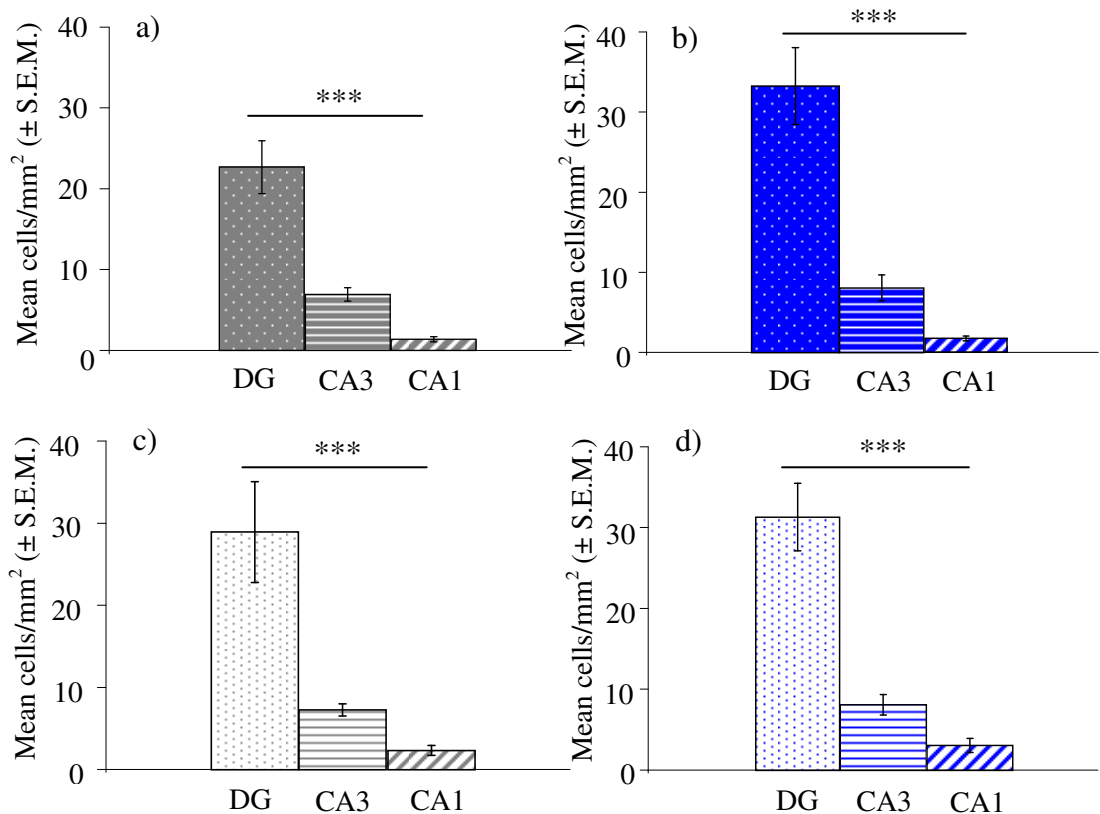 a)
Mean cells/mm² (± S.E.M.)
40
30
20
10
0
***
DG CA3 CA1
b)
Mean cells/mm² (± S.E.M.)
40
30
20
10
0
***
DG CA3 CA1
c)
Mean cells/mm² (± S.E.M.)
40
30
20
10
0
***
DG CA3 CA1
d)
Mean cells/mm² (± S.E.M.)
40
30
20
10
0
***
DG CA3 CA1